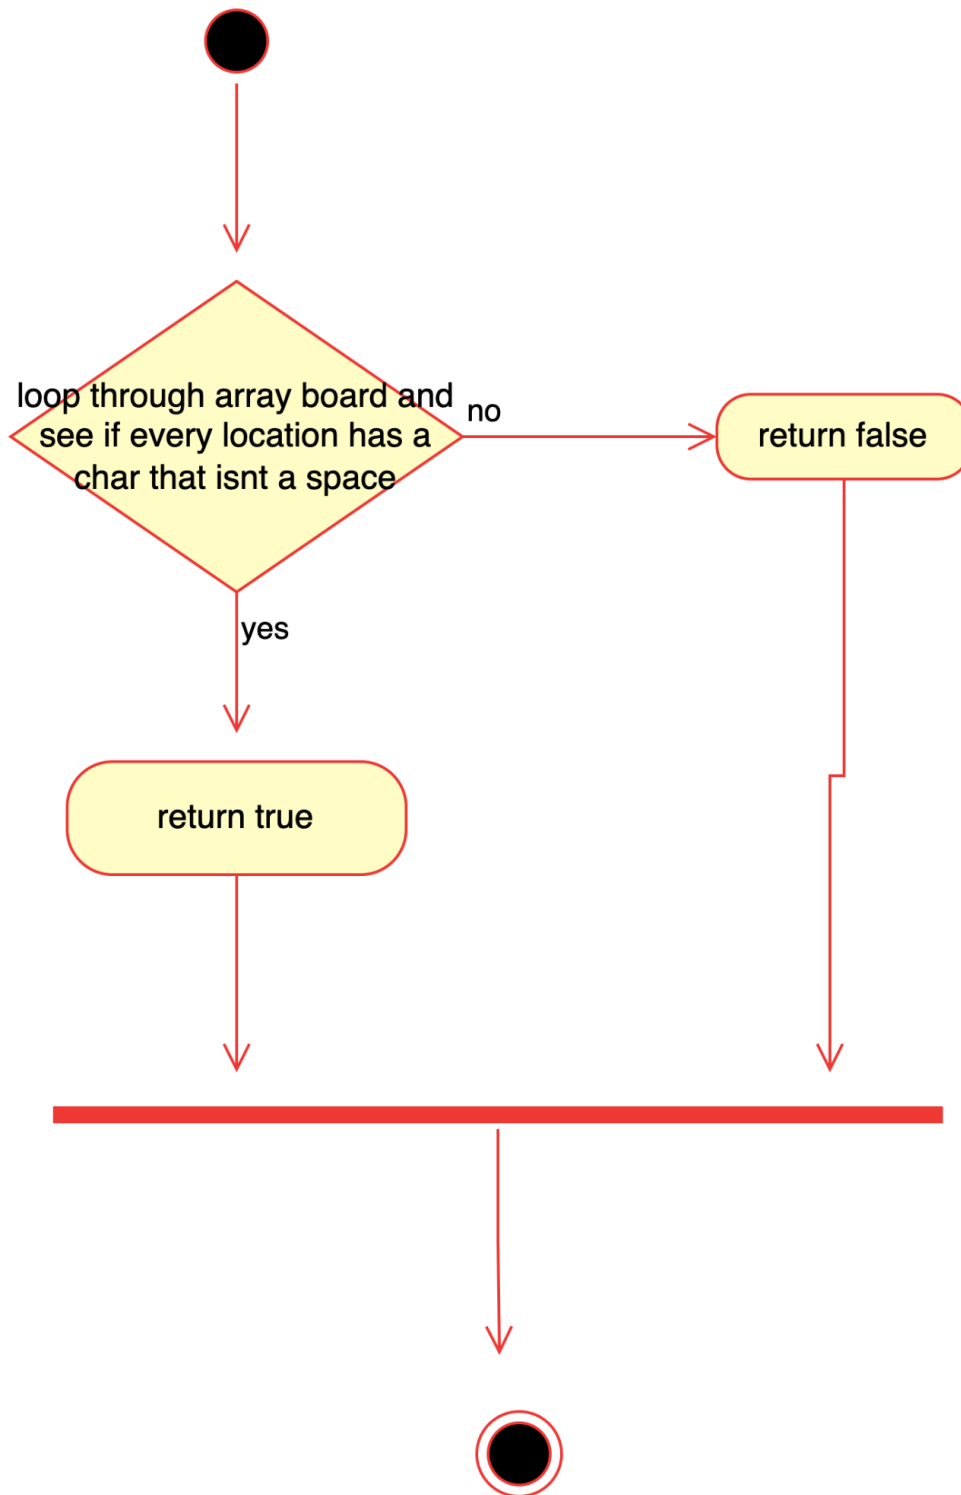 loop through array board and
see if every location has a
char that isnt a space
no
return false
yes
return true